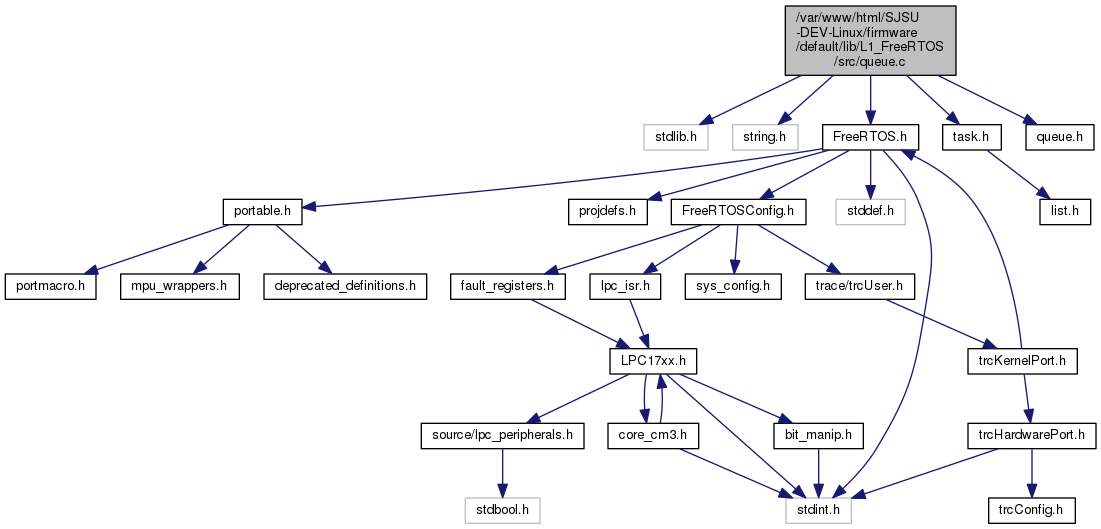 /var/www/html/SJSU
-DEV-Linux/firmware
/default/lib/L1_FreeRTOS
/src/queue.c
stdlib.h
string.h
FreeRTOS.h
task.h
queue.h
portable.h
projdefs.h
FreeRTOSConfig.h
stddef.h
list.h
portmacro.h
mpu_wrappers.h
deprecated_definitions.h
fault_registers.h
lpc_isr.h
sys_config.h
trace/trcUser.h
LPC17xx.h
trcKernelPort.h
source/lpc_peripherals.h
core_cm3.h
bit_manip.h
trcHardwarePort.h
stdbool.h
stdint.h
trcConfig.h